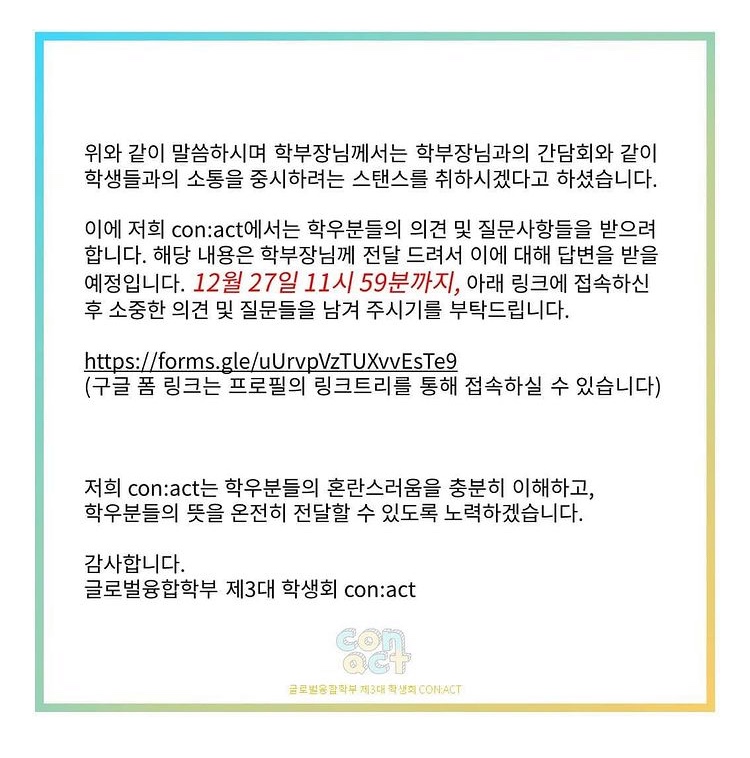 위와 같이 말씀하시며 학부장님께서는 학부장님과의 간담회와 같이
학생들과의 소통을 중시하려는 스탠스를 취하시겠다고 하셨습니다.
이에 저희 con:act에서는 학우분들의 의견 및 질문사항들을 받으려
합니다. 해당 내용은 학부장님께 전달 드려서 이에 대해 답변을 받을
예정입니다. 12월 27일 11시 59분까지, 아래 링크에 접속하신
후 소중한 의견 및 질문들을 남겨 주시기를 부탁드립니다.
https://forms.gle/uUrvpVzTUXvvEsTe9
(구글 폼 링크는 프로필의 링크트리를 통해 접속하실 수 있습니다)
저희 con:act는 학우분들의 혼란스러움을 충분히 이해하고,
학우분들의 뜻을 온전히 전달할 수 있도록 노력하겠습니다.
감사합니다.
글로벌융합학부 제3대 학생회 con:act
con
act
글로벌융합학부 제3대 학생회 CON:ACT